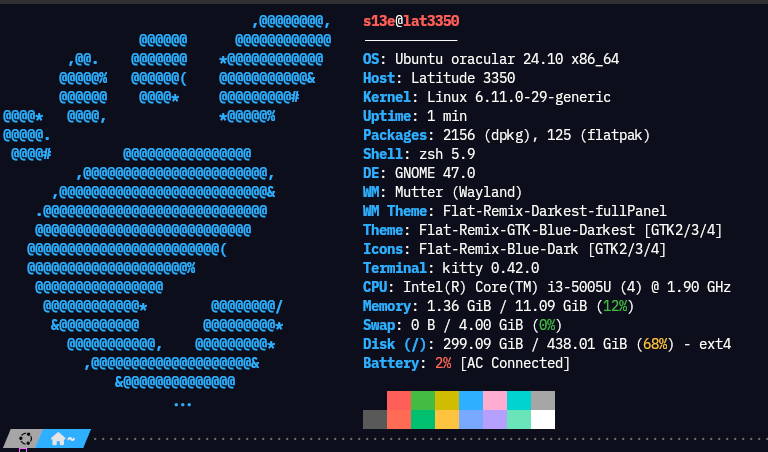 s13e@lat3350
------------
OS: Ubuntu oracular 24.10 x86_64
Host: Latitude 3350
Kernel: Linux 6.11.0-29-generic
Uptime: 1 min
Packages: 2156 (dpkg), 125 (flatpak)
Shell: zsh 5.9
DE: GNOME 47.0
WM: Mutter (Wayland)
WM Theme: Flat-Remix-Darkest-fullPanel
Theme: Flat-Remix-GTK-Blue-Darkest [GTK2/3/4]
Icons: Flat-Remix-Blue-Dark [GTK2/3/4]
Terminal: kitty 0.42.0
CPU: Intel(R) Core(TM) i3-5005U (4) @ 1.90 GHz
Memory: 1.36 GiB / 11.09 GiB (12%)
Swap: 0 B / 4.00 GiB (0%)
Disk (/): 299.09 GiB / 438.01 GiB (68%) - ext4
Battery: 2% [AC Connected]
~